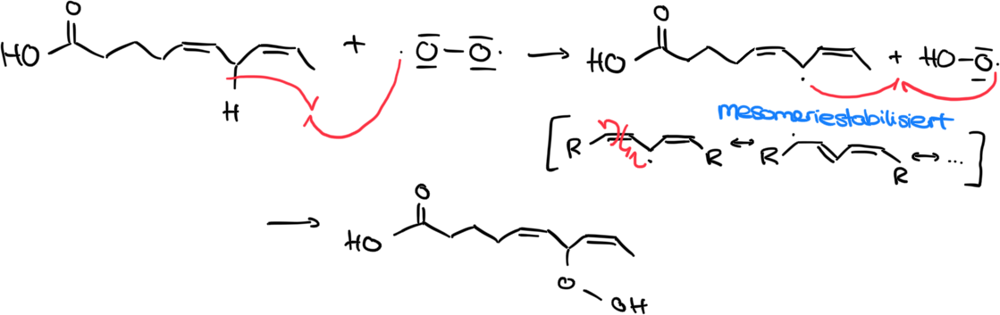 O
HO
H
+ · O – O · →
O
HO
· + HO – O ·
mesomeriestabilisiert
[ R · R ↔ · R R ↔ ... ]
→
O
HO
O
OH